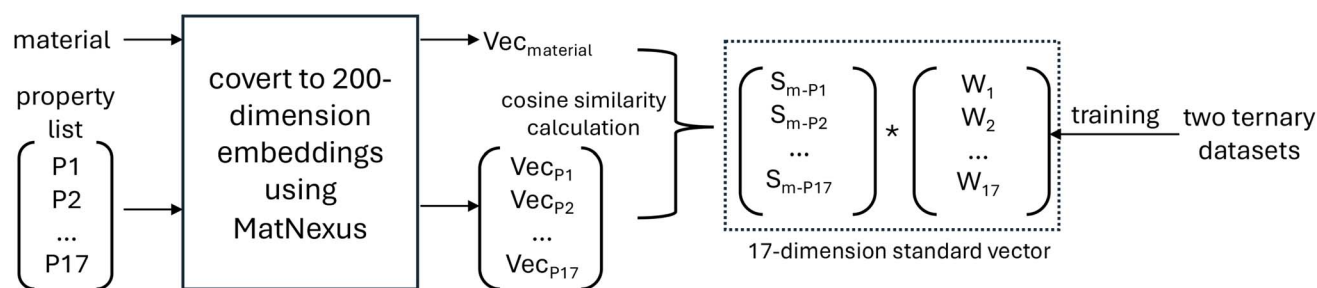 material
property
list
P1
P2
...
P17
covert to 200-
dimension
embeddings
using
MatNexus
Vec_material
cosine similarity
calculation
Vec_P1
Vec_P2
...
Vec_P17
S_m-P1
S_m-P2
...
S_m-P17
*
W_1
W_2
...
W_17
17-dimension standard vector
training
two ternary
datasets